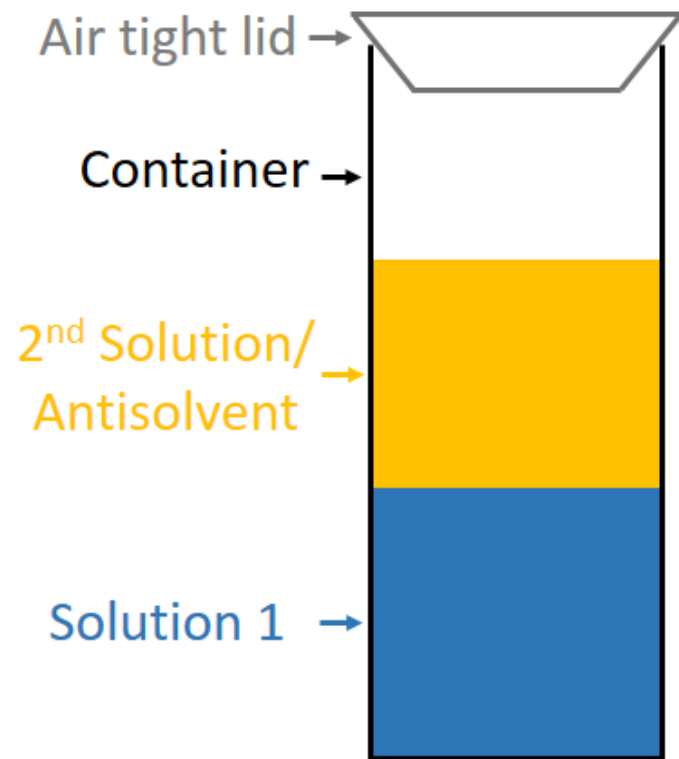 Air tight lid
Container
2nd Solution/
Antisolvent
Solution 1